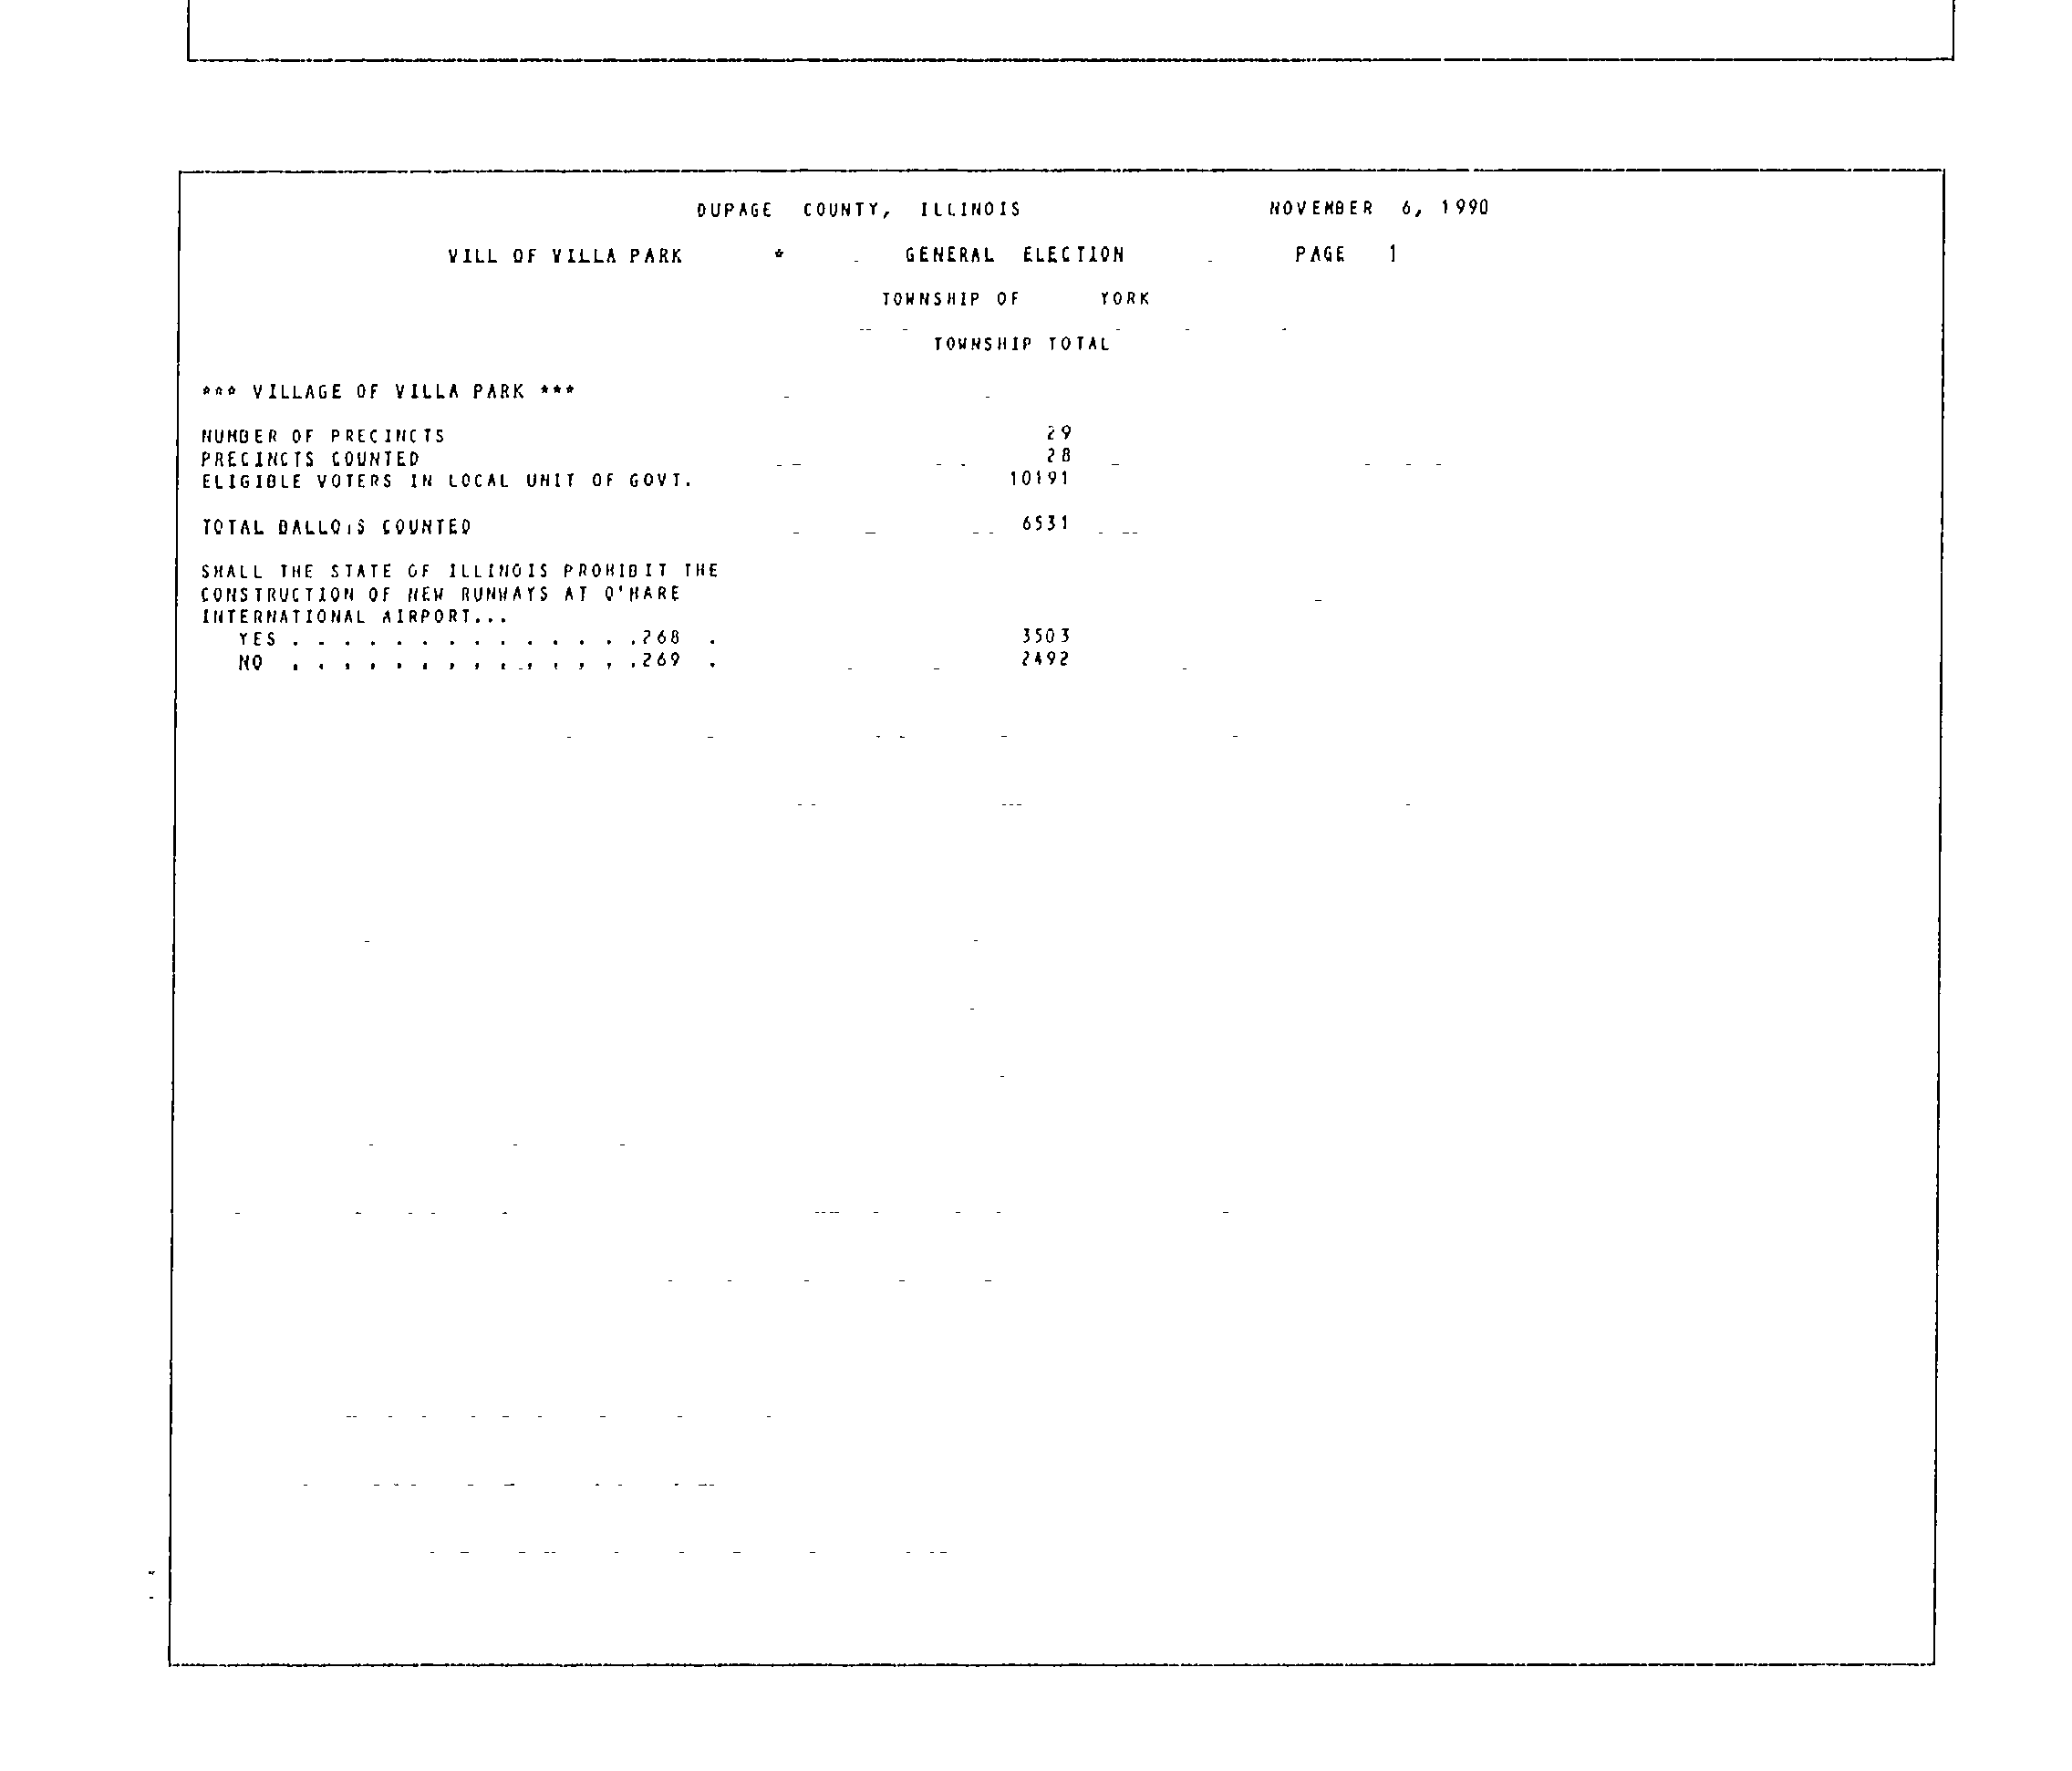 DUPAGE COUNTY, ILLINOIS NOVEMBER 6, 1990
VILL OF VILLA PARK * GENERAL ELECTION PAGE 1
TOWNSHIP OF YORK
TOWNSHIP TOTAL
*** VILLAGE OF VILLA PARK ***
NUMBER OF PRECINCTS 29
PRECINCTS COUNTED 28
ELIGIBLE VOTERS IN LOCAL UNIT OF GOVT. 10191
TOTAL BALLOTS COUNTED 6531
SHALL THE STATE OF ILLINOIS PROHIBIT THE
CONSTRUCTION OF NEW RUNWAYS AT O'HARE
INTERNATIONAL AIRPORT...
YES . . . . . . . . . . . . . .268 . 3503
NO . . . . . . . . . . . . . .269 . 2492